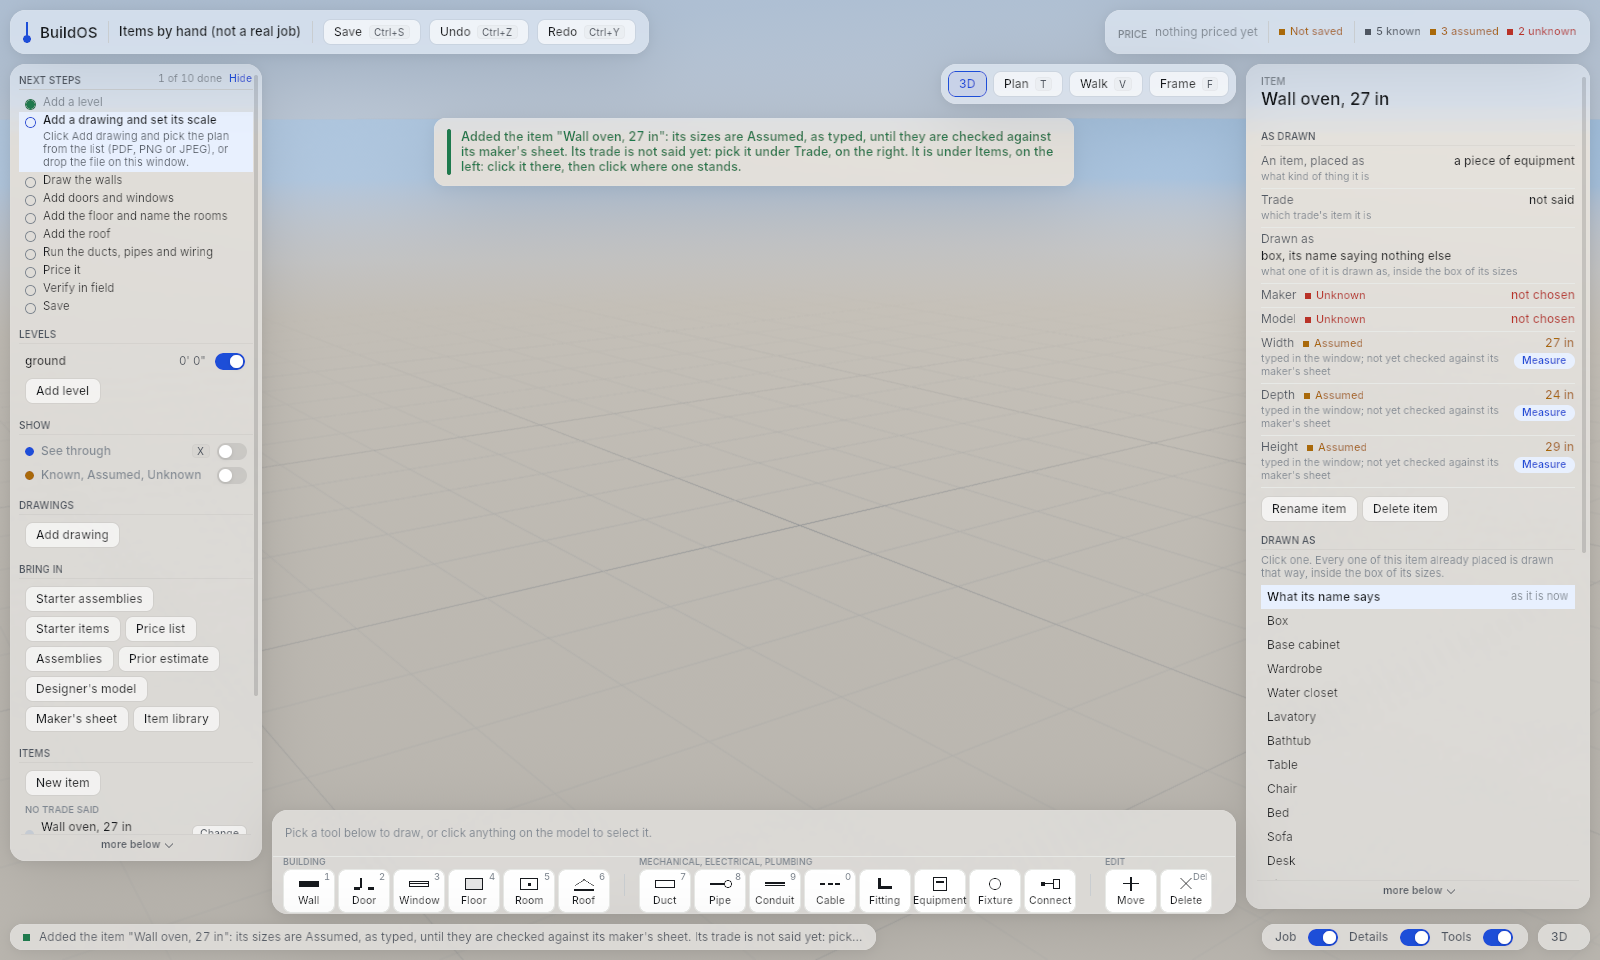 BuildOS
Items by hand (not a real job)
Save Ctrl+S
Undo Ctrl+Z
Redo Ctrl+Y
PRICE nothing priced yet
Not saved
5 known
3 assumed
2 unknown
NEXT STEPS
1 of 10 done Hide
Add a level
Add a drawing and set its scale
Click Add drawing and pick the plan
from the list (PDF, PNG or JPEG), or
drop the file on this window.
Draw the walls
Add doors and windows
Add the floor and name the rooms
Add the roof
Run the ducts, pipes and wiring
Price it
Verify in field
Save
LEVELS
ground 0' 0"
Add level
SHOW
See through X
Known, Assumed, Unknown
DRAWINGS
Add drawing
BRING IN
Starter assemblies
Starter items Price list
Assemblies Prior estimate
Designer's model
Maker's sheet Item library
ITEMS
New item
NO TRADE SAID
Wall oven, 27 in Change
more below
3D
Plan T
Walk V
Frame F
Added the item "Wall oven, 27 in": its sizes are Assumed, as typed, until they are checked against
its maker's sheet. Its trade is not said yet: pick it under Trade, on the right. It is under Items, on the
left: click it there, then click where one stands.
ITEM
Wall oven, 27 in
AS DRAWN
An item, placed as a piece of equipment
what kind of thing it is
Trade not said
which trade's item it is
Drawn as
box, its name saying nothing else
what one of it is drawn as, inside the box of its sizes
Maker Unknown not chosen
Model Unknown not chosen
Width Assumed 27 in
typed in the window; not yet checked against its
maker's sheet
Measure
Depth Assumed 24 in
typed in the window; not yet checked against its
maker's sheet
Measure
Height Assumed 29 in
typed in the window; not yet checked against its
maker's sheet
Measure
Rename item Delete item
DRAWN AS
Click one. Every one of this item already placed is drawn
that way, inside the box of its sizes.
What its name says as it is now
Box
Base cabinet
Wardrobe
Water closet
Lavatory
Bathtub
Table
Chair
Bed
Sofa
Desk
more below
Pick a tool below to draw, or click anything on the model to select it.
BUILDING
Wall 1
Door 2
Window 3
Floor 4
Room 5
Roof 6
MECHANICAL, ELECTRICAL, PLUMBING
Duct 7
Pipe 8
Conduit 9
Cable 0
Fitting
Equipment
Fixture
Connect
EDIT
Move
Delete Del
Added the item "Wall oven, 27 in": its sizes are Assumed, as typed, until they are checked against its maker's sheet. Its trade is not said yet: pick...
Job
Details
Tools
3D